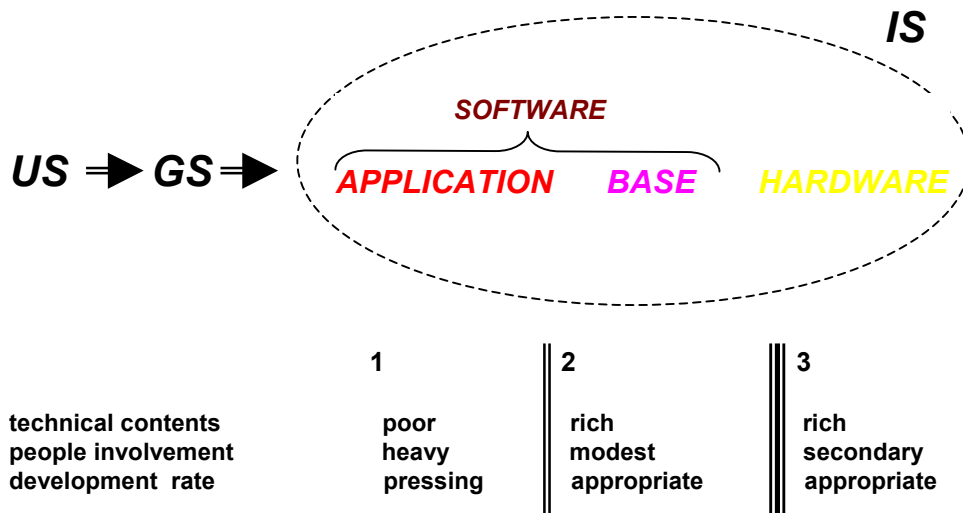 IS
SOFTWARE
US GS APPLICATION BASE HARDWARE
1 2 3
technical contents poor rich rich
people involvement heavy modest secondary
development rate pressing appropriate appropriate